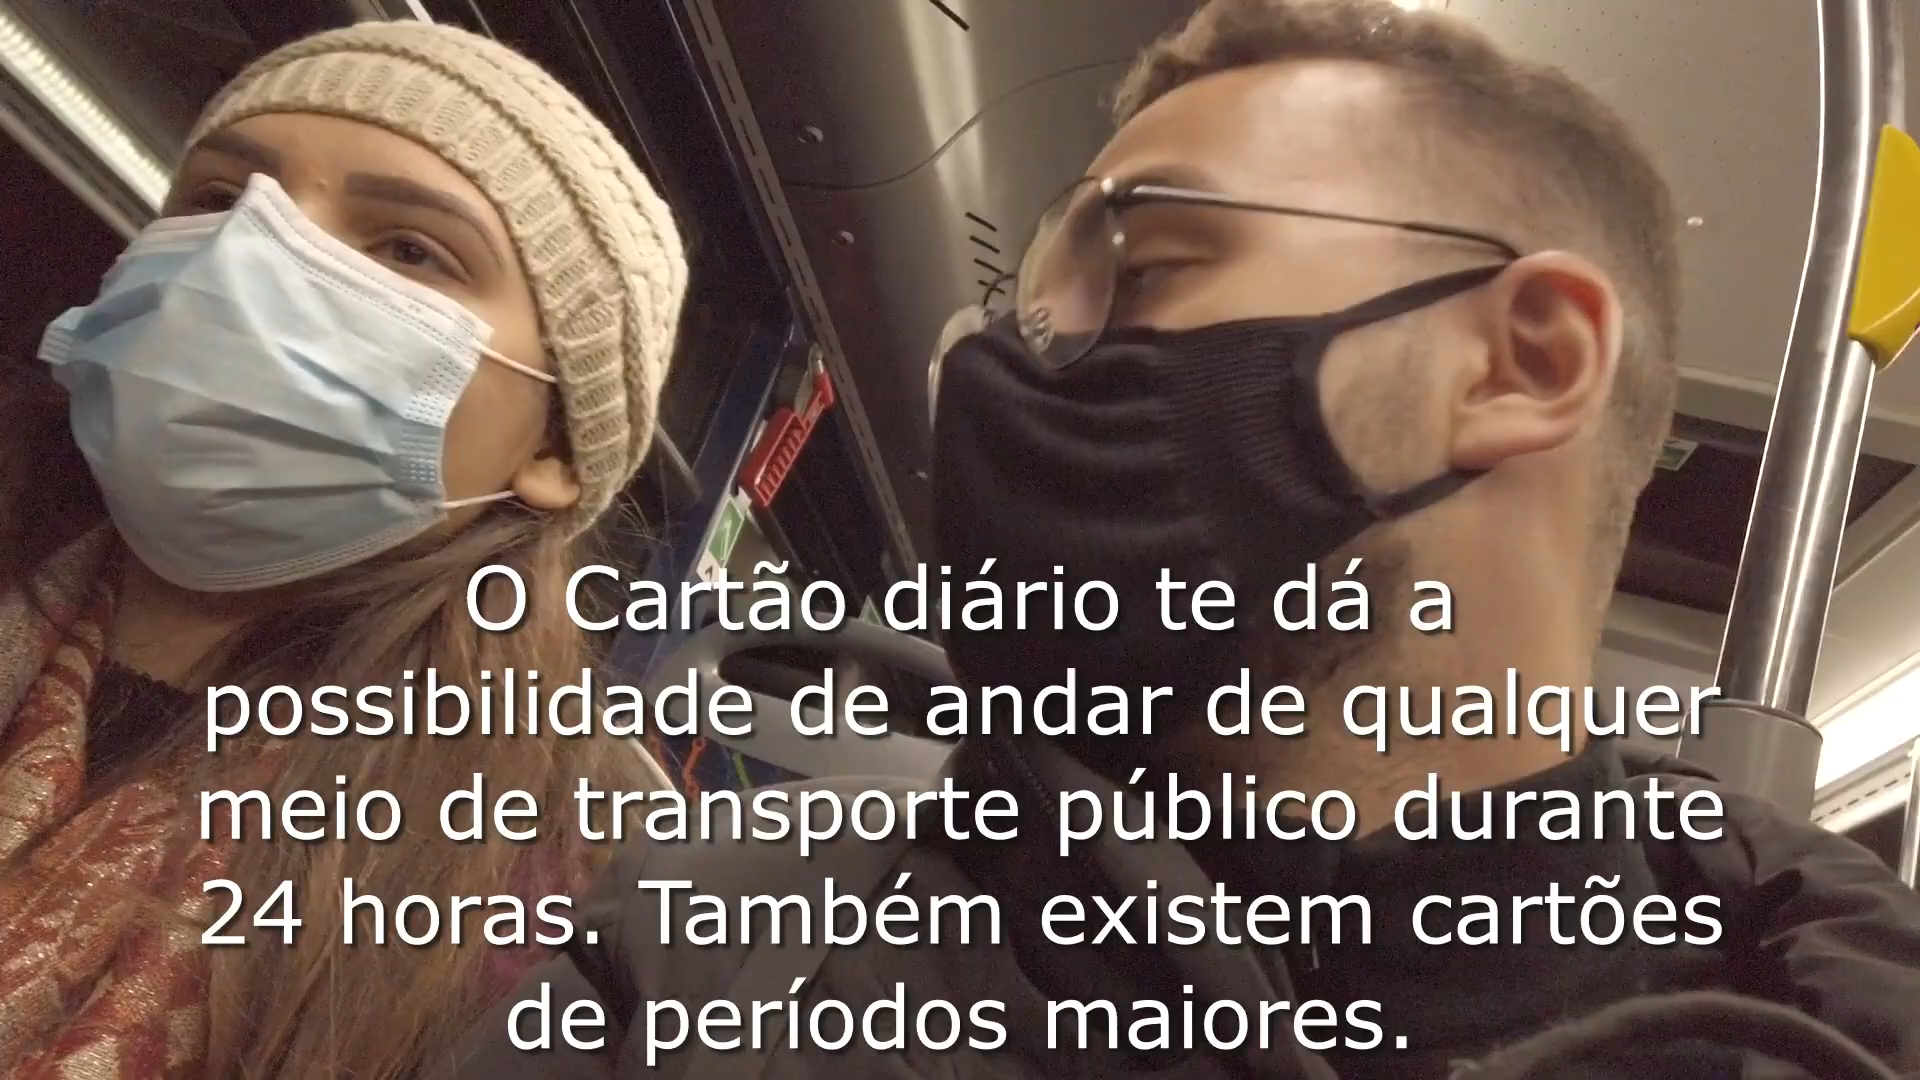 O Cartão diário te dá a
possibilidade de andar de qualquer
meio de transporte público durante
24 horas. Também existem cartões
de períodos maiores.